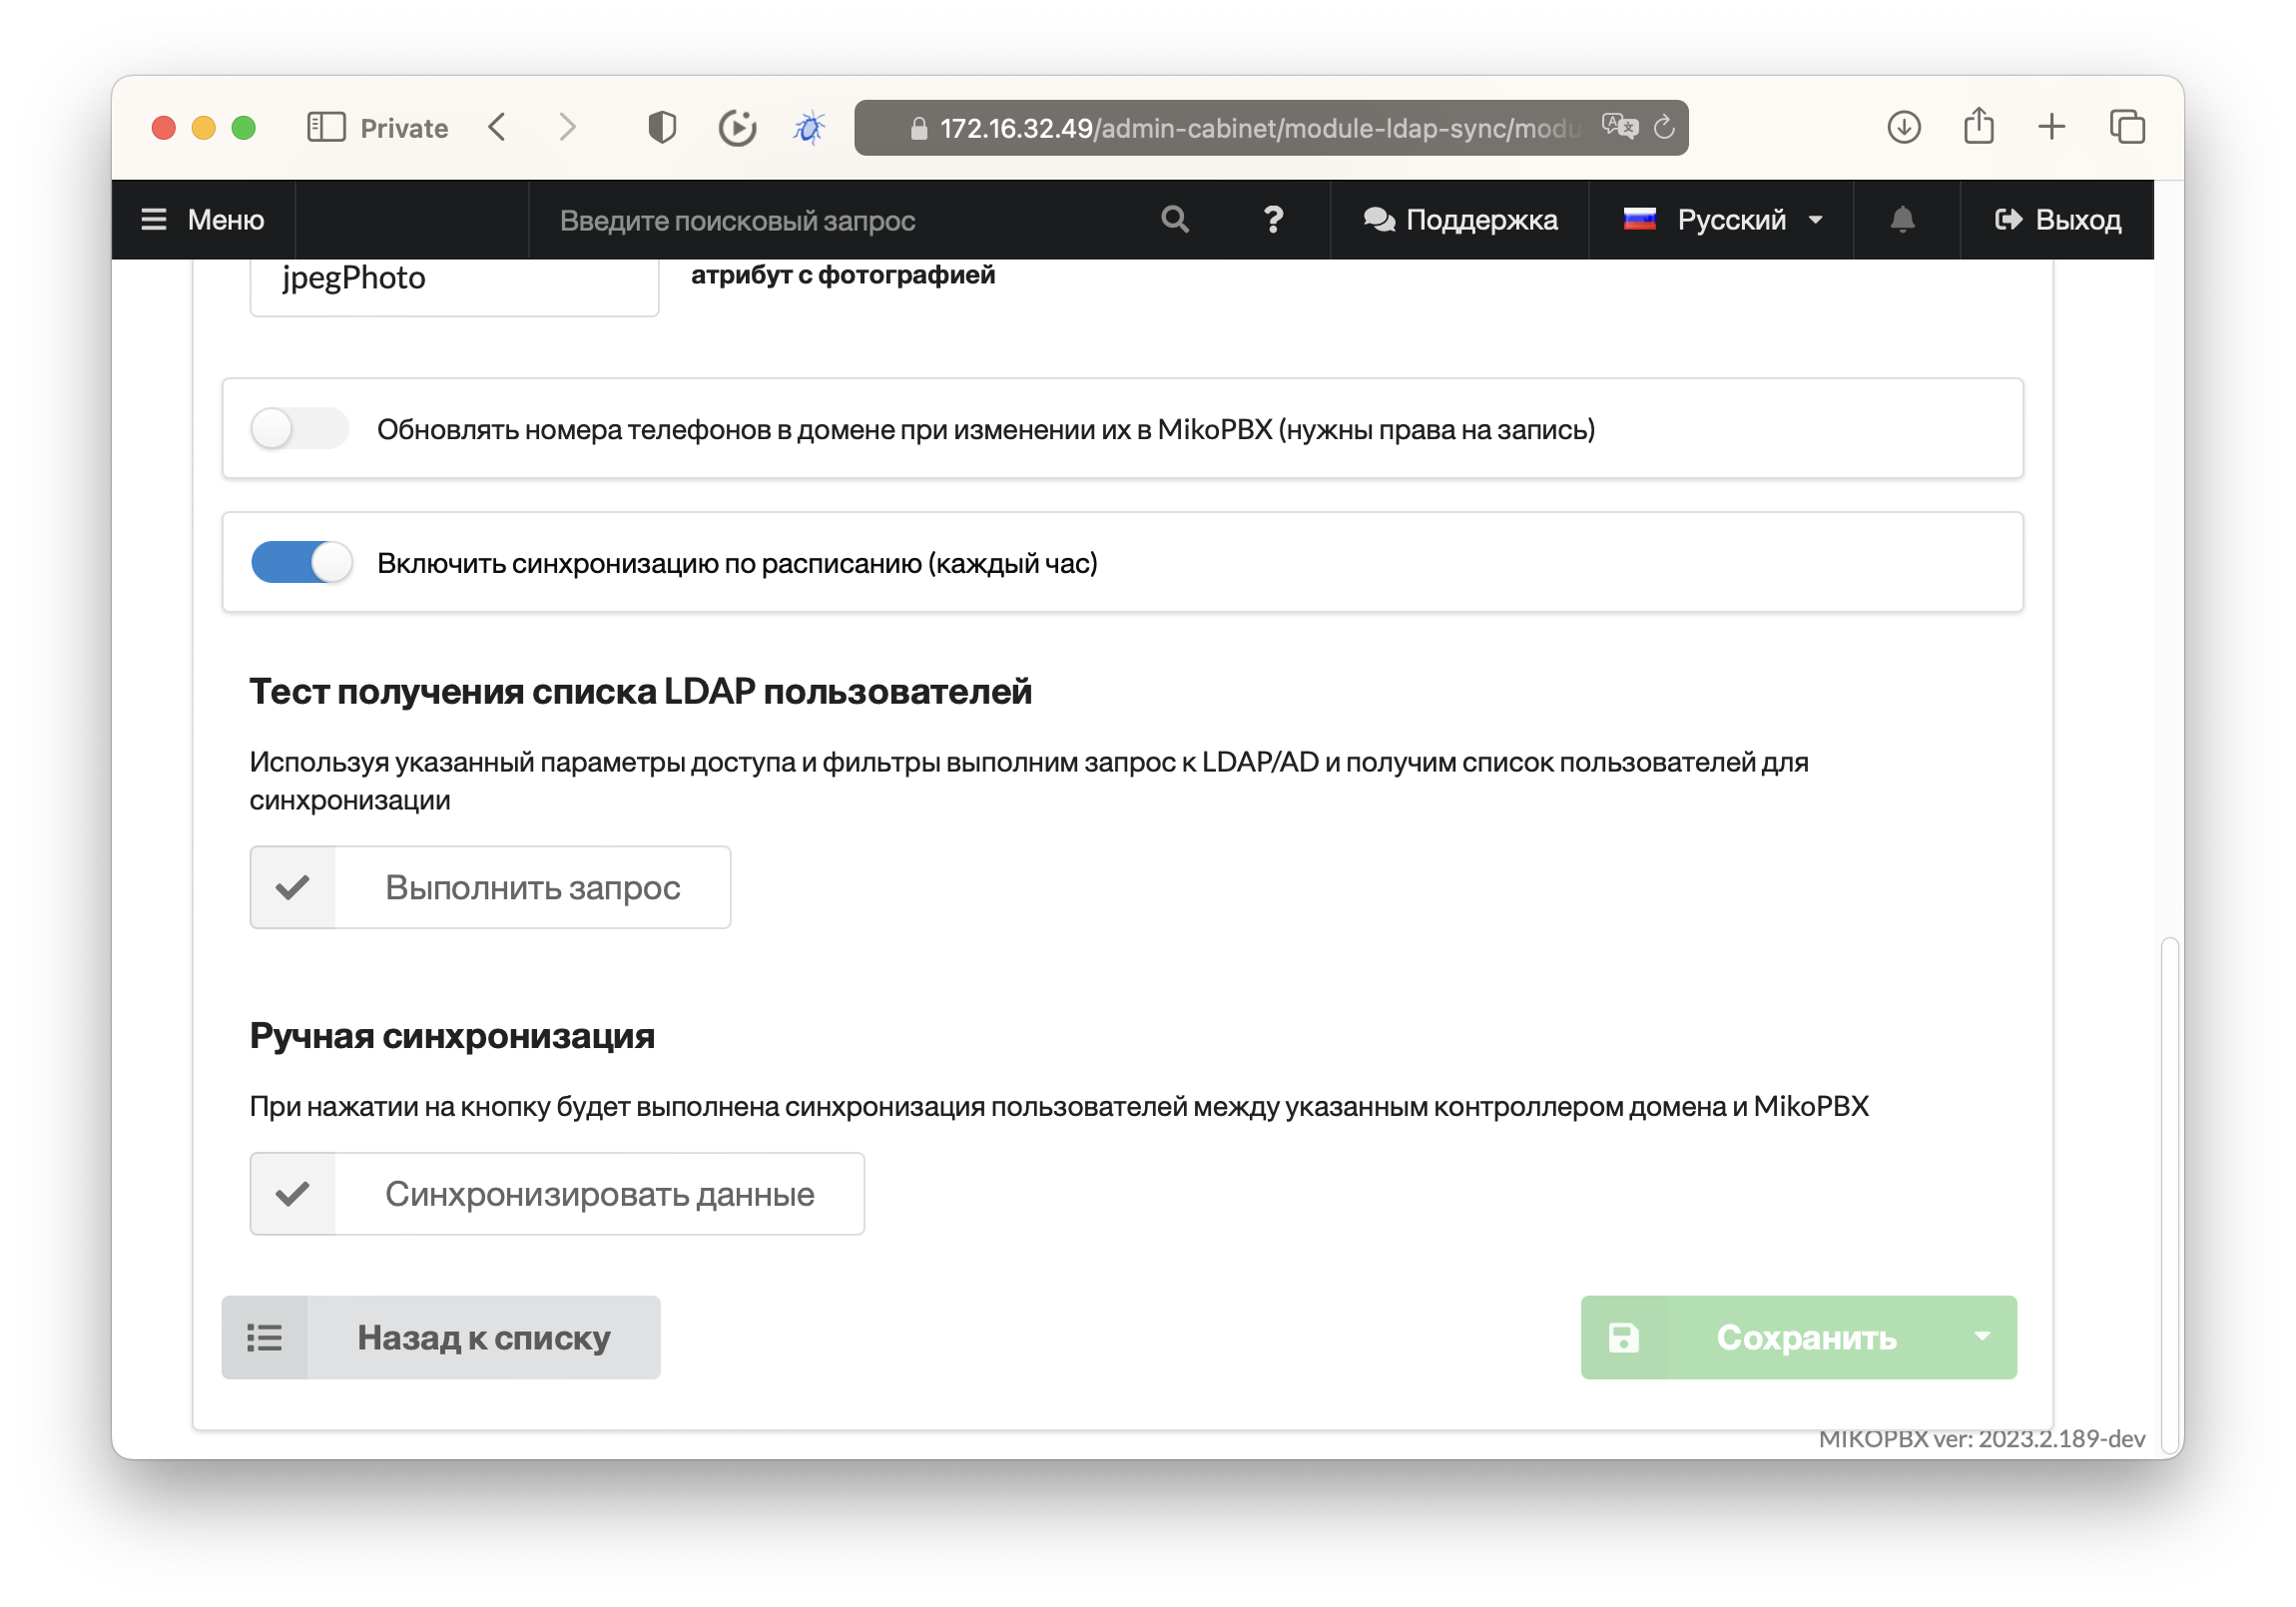 Private
172.16.32.49/admin-cabinet/module-ldap-sync/modu
Меню
Введите поисковый запрос
?
Поддержка
Русский
Выход
jpegPhoto
атрибут с фотографией
Обновлять номера телефонов в домене при изменении их в MikoPBX (нужны права на запись)
Включить синхронизацию по расписанию (каждый час)
Тест получения списка LDAP пользователей
Используя указанный параметры доступа и фильтры выполним запрос к LDAP/AD и получим список пользователей для
синхронизации
Выполнить запрос
Ручная синхронизация
При нажатии на кнопку будет выполнена синхронизация пользователей между указанным контроллером домена и MikoPBX
Синхронизировать данные
Назад к списку
Сохранить
MIKOPBX ver: 2023.2.189-dev